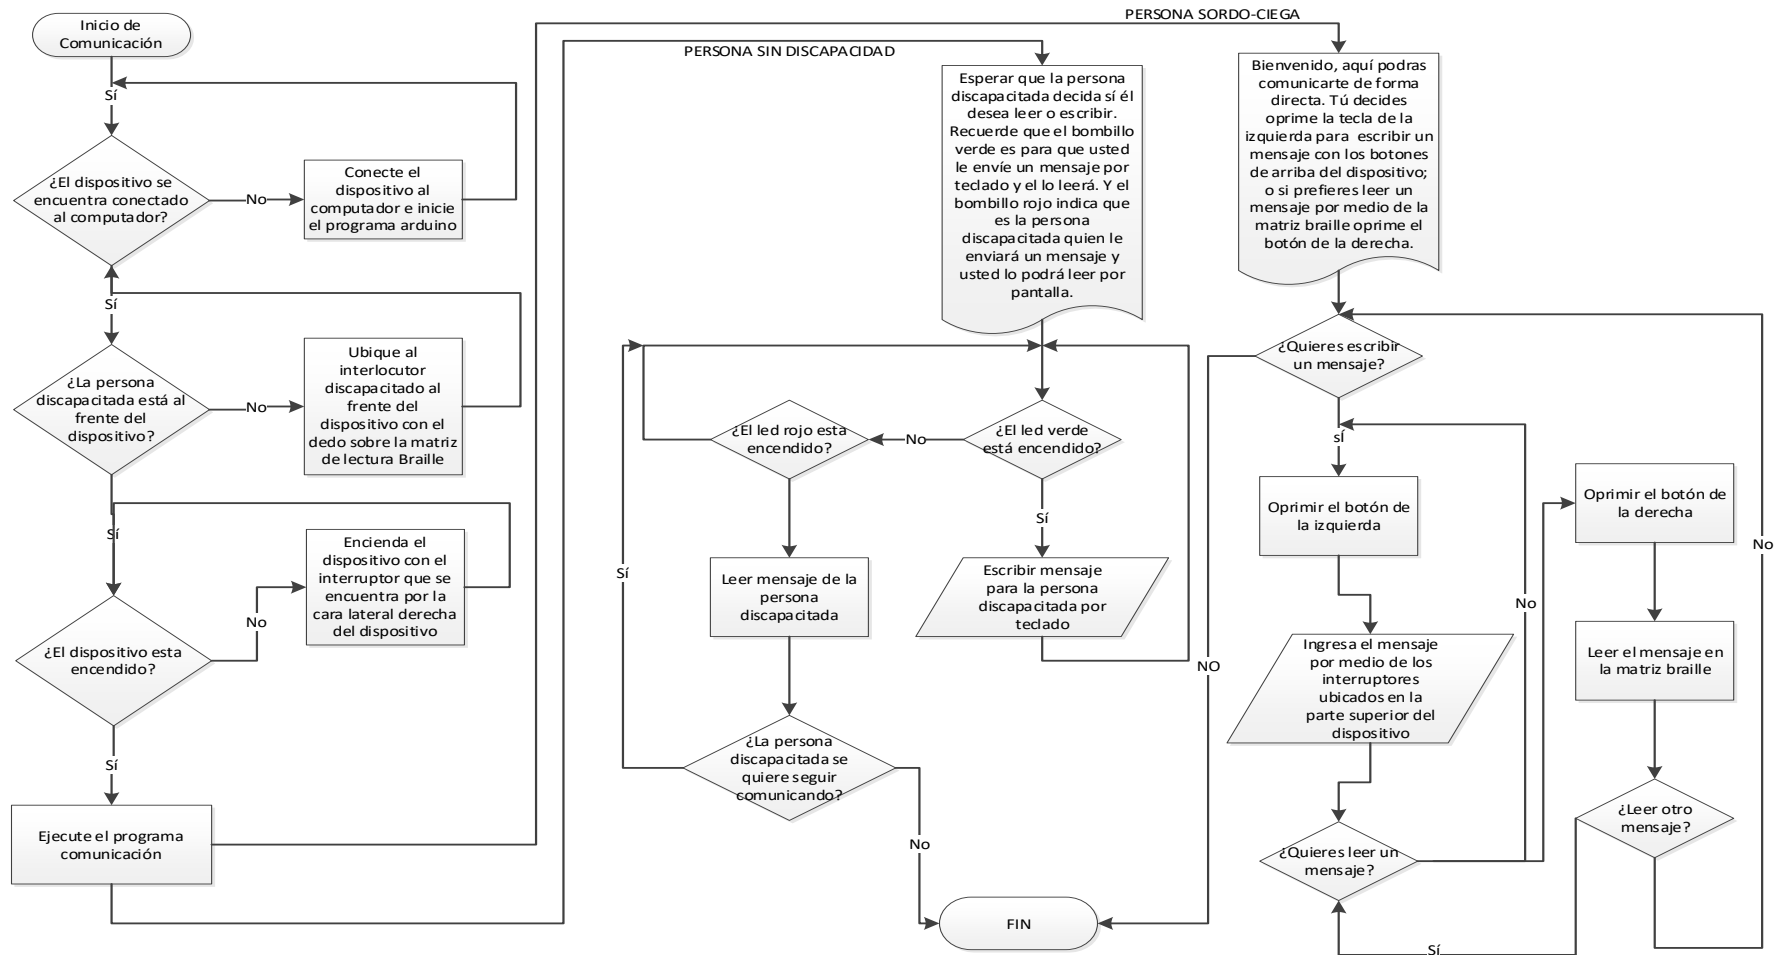 Inicio de
Comunicación
Sí
¿El dispositivo se
encuentra conectado
al computador?
No
Conecte el
dispositivo al
computador e inicie
el programa arduino
Sí
¿La persona
discapacitada está al
frente del
dispositivo?
No
Ubique al
interlocutor
discapacitado al
frente del
dispositivo con el
dedo sobre la matriz
de lectura Braille
Sí
¿El dispositivo esta
encendido?
No
Encienda el
dispositivo con el
interruptor que se
encuentra por la
cara lateral derecha
del dispositivo
Sí
Ejecute el programa
comunicación
PERSONA SIN DISCAPACIDAD
Esperar que la persona
discapacitada decida sí él
desea leer o escribir.
Recuerde que el bombillo
verde es para que usted
le envíe un mensaje por
teclado y el lo leerá. Y el
bombillo rojo indica que
es la persona
discapacitada quien le
enviará un mensaje y
usted lo podrá leer por
pantalla.
¿El led verde
está encendido?
No
¿El led rojo esta
encendido?
Sí
Escribir mensaje
para la persona
discapacitada por
teclado
Leer mensaje de la
persona
discapacitada
Sí
¿La persona
discapacitada se
quiere seguir
comunicando?
No
FIN
PERSONA SORDO-CIEGA
Bienvenido, aquí podras
comunicarte de forma
directa. Tú decides
oprime la tecla de la
izquierda para escribir un
mensaje con los botones
de arriba del dispositivo;
o si prefieres leer un
mensaje por medio de la
matriz braille oprime el
botón de la derecha.
¿Quieres escribir
un mensaje?
NO
sÍ
Oprimir el botón de
la izquierda
Ingresa el mensaje
por medio de los
interruptores
ubicados en la
parte superior del
dispositivo
¿Quieres leer un
mensaje?
No
Oprimir el botón de
la derecha
Leer el mensaje en
la matriz braille
¿Leer otro
mensaje?
Sí
No